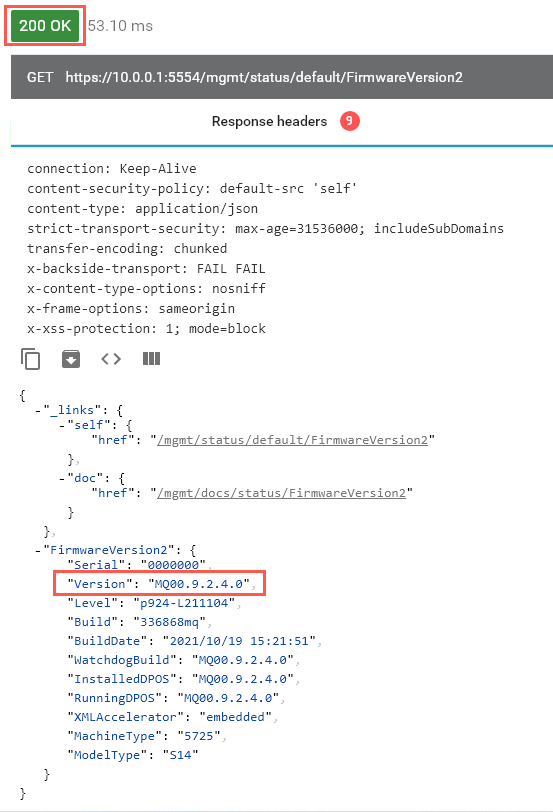 200 OK 53.10 ms
GET https://10.0.0.1:5554/mgmt/status/default/FirmwareVersion2
Response headers 9
connection: Keep-Alive
content-security-policy: default-src 'self'
content-type: application/json
strict-transport-security: max-age=31536000; includeSubDomains
transfer-encoding: chunked
x-backside-transport: FAIL FAIL
x-content-type-options: nosniff
x-frame-options: sameorigin
x-xss-protection: 1; mode=block
{
-"_links": {
-"self": {
"href": "/mgmt/status/default/FirmwareVersion2"
},
-"doc": {
"href": "/mgmt/docs/status/FirmwareVersion2"
}
},
-"FirmwareVersion2": {
"Serial": "0000000",
"Version": "MQ00.9.2.4.0",
"Level": "p924-L211104",
"Build": "336868mq",
"BuildDate": "2021/10/19 15:21:51",
"WatchdogBuild": "MQ00.9.2.4.0",
"InstalledDPOS": "MQ00.9.2.4.0",
"RunningDPOS": "MQ00.9.2.4.0",
"XMLAccelerator": "embedded",
"MachineType": "5725",
"ModelType": "S14"
}
}